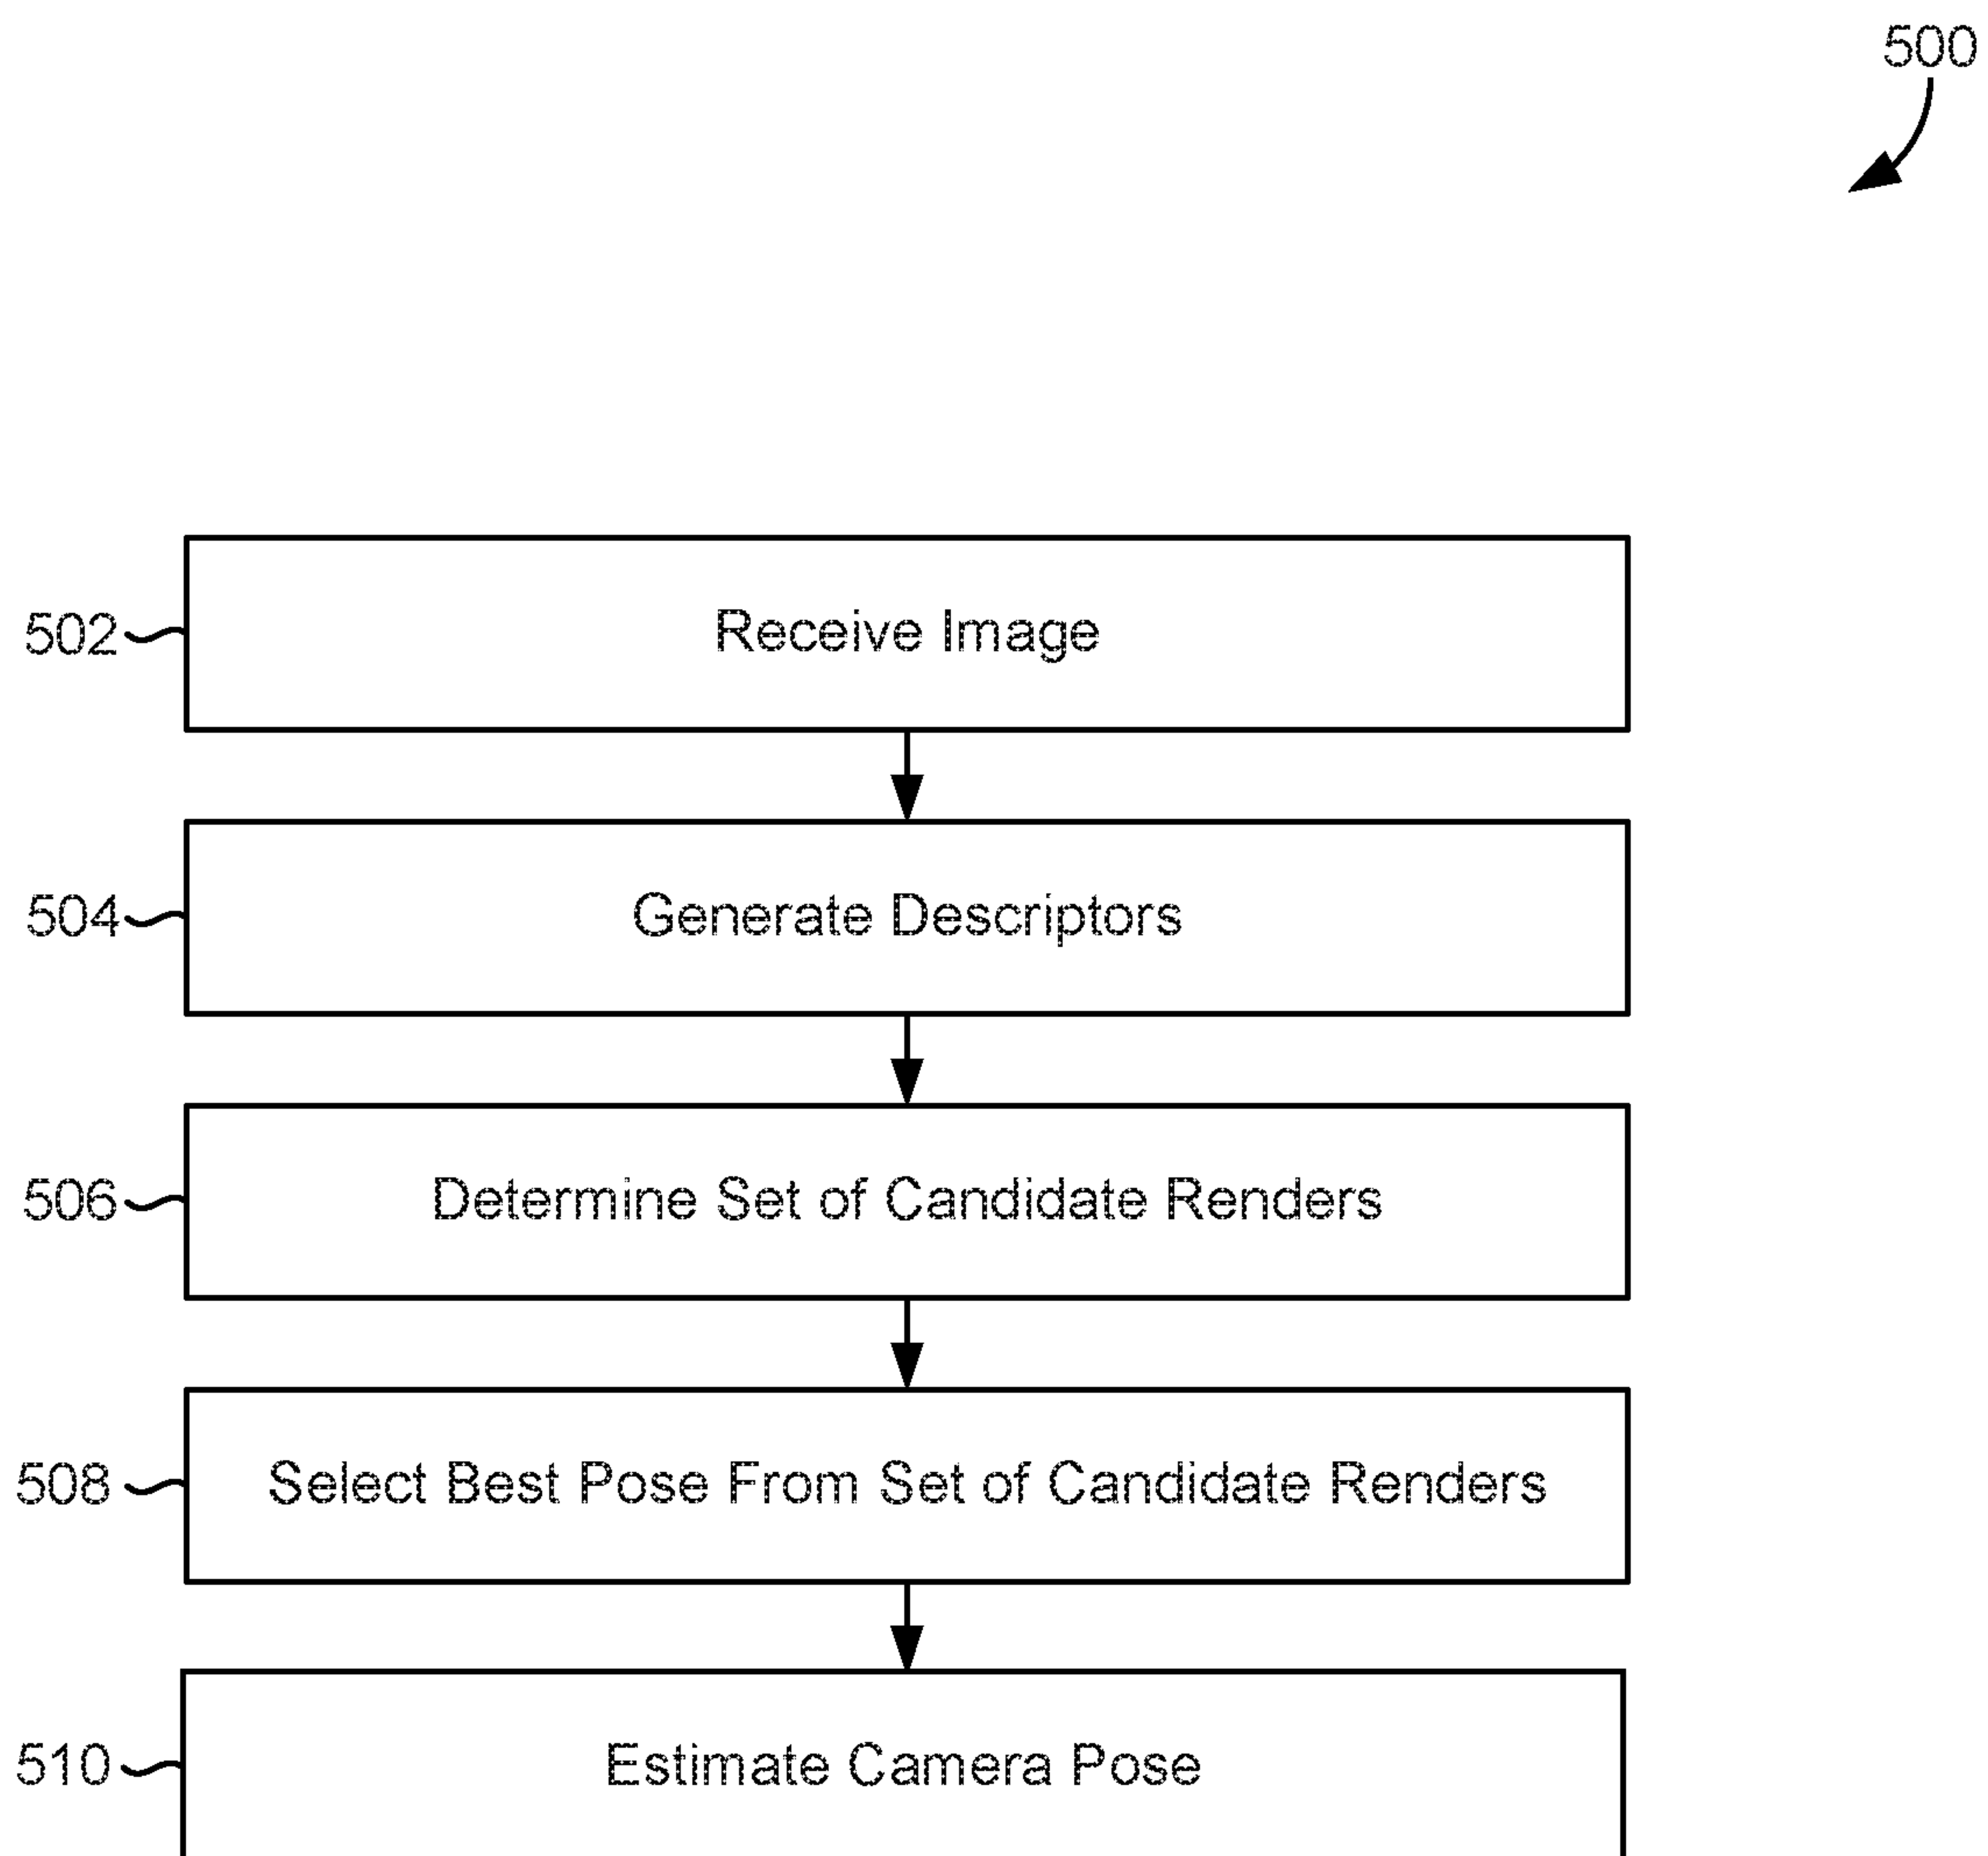 500
502 Receive Image
504 Generate Descriptors
506 Determine Set of Candidate Renders
508 Select Best Pose From Set of Candidate Renders
510 Estimate Camera Pose